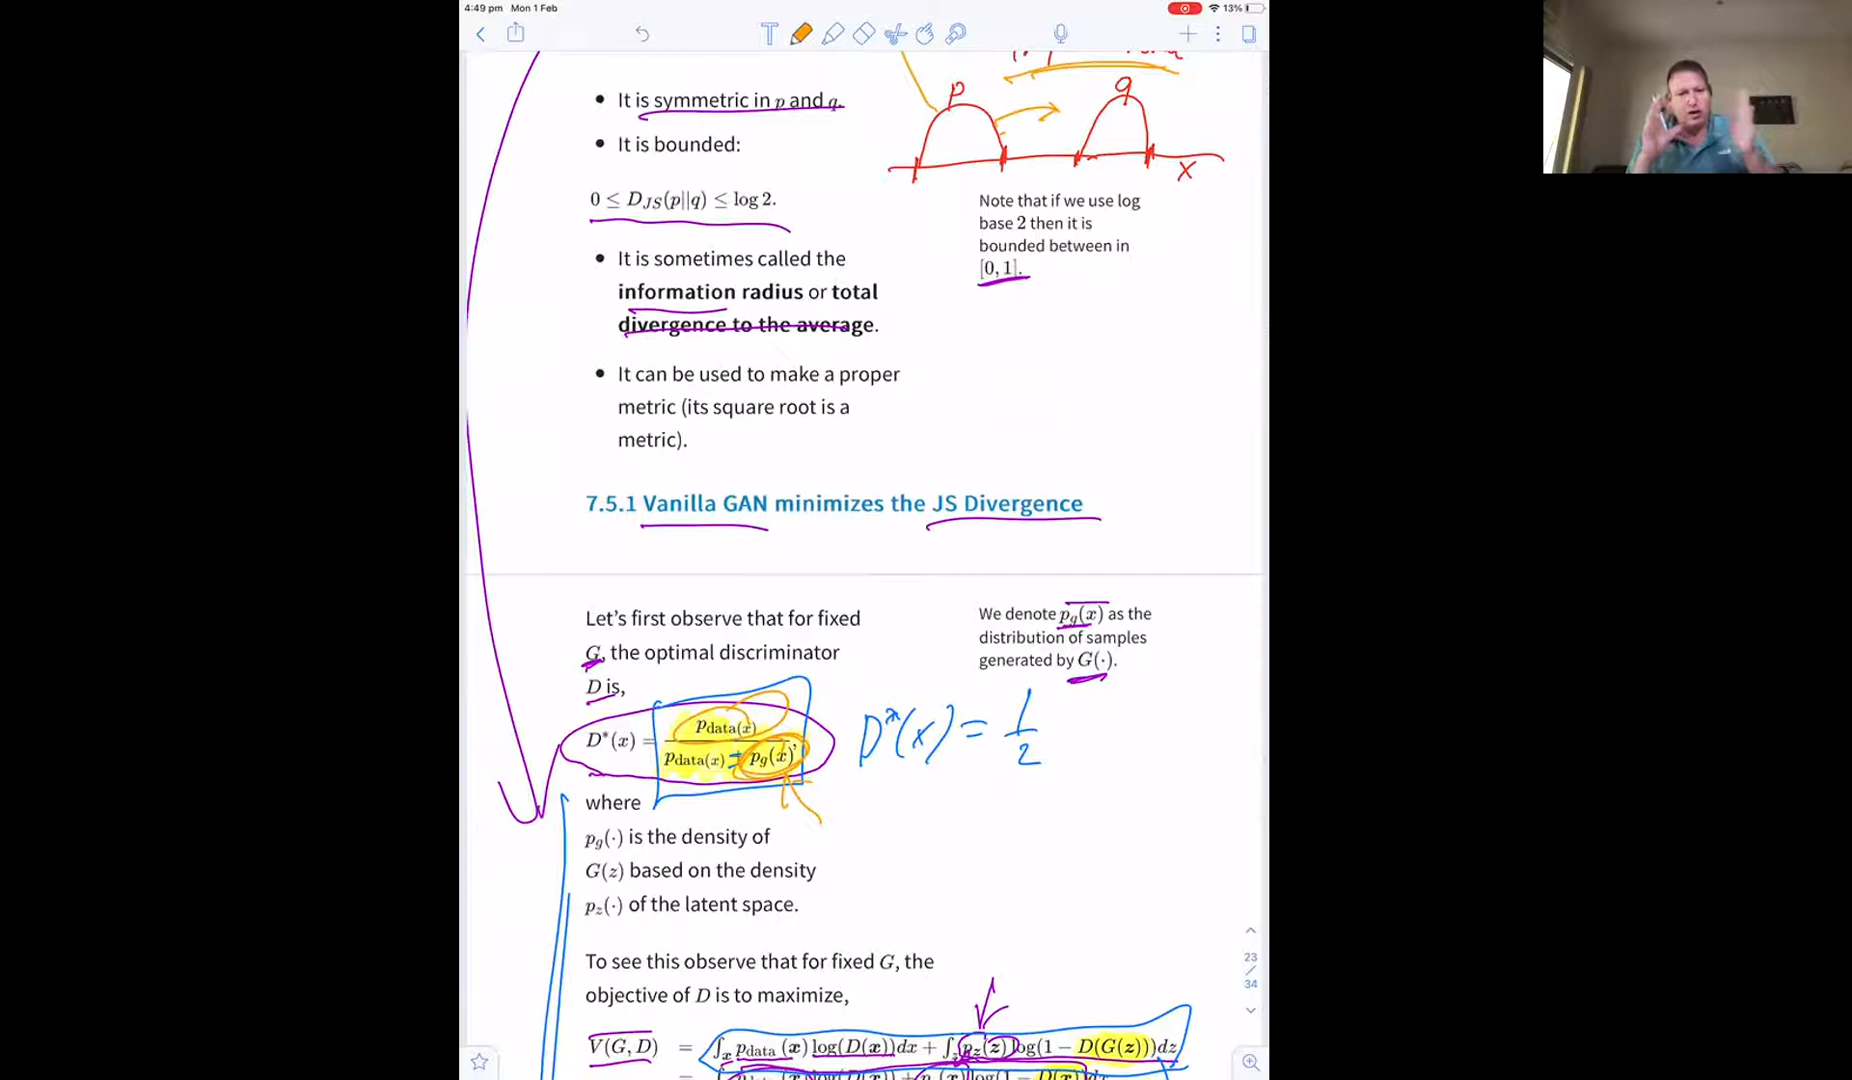 4:49 pm Mon 1 Feb
13%
• It is symmetric in p and q.
p
q
x
• It is bounded:
0 ≤ D_JS(p||q) ≤ log 2.
Note that if we use log
base 2 then it is
bounded between in
[0, 1].
• It is sometimes called the
information radius or total
divergence to the average.
• It can be used to make a proper
metric (its square root is a
metric).
7.5.1 Vanilla GAN minimizes the JS Divergence
Let's first observe that for fixed
G, the optimal discriminator
D is,
We denote p_g(x) as the
distribution of samples
generated by G(·).
D*(x) = p_data(x) / p_data(x) + p_g(x),
D*(x) = 1/2
where
p_g(·) is the density of
G(z) based on the density
p_z(·) of the latent space.
To see this observe that for fixed G, the
objective of D is to maximize,
23
/
34
V(G, D) = ∫_x p_data(x) log(D(x))dx + ∫_z p_z(z) log(1 − D(G(z)))dz